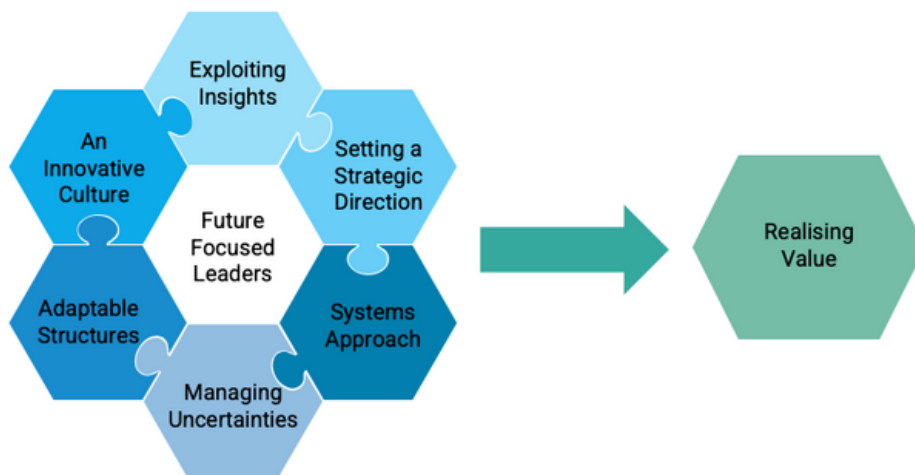 Exploiting
Insights
An
Innovative
Culture
Setting a
Strategic
Direction
Future
Focused
Leaders
Realising
Value
Adaptable
Structures
Systems
Approach
Managing
Uncertainties